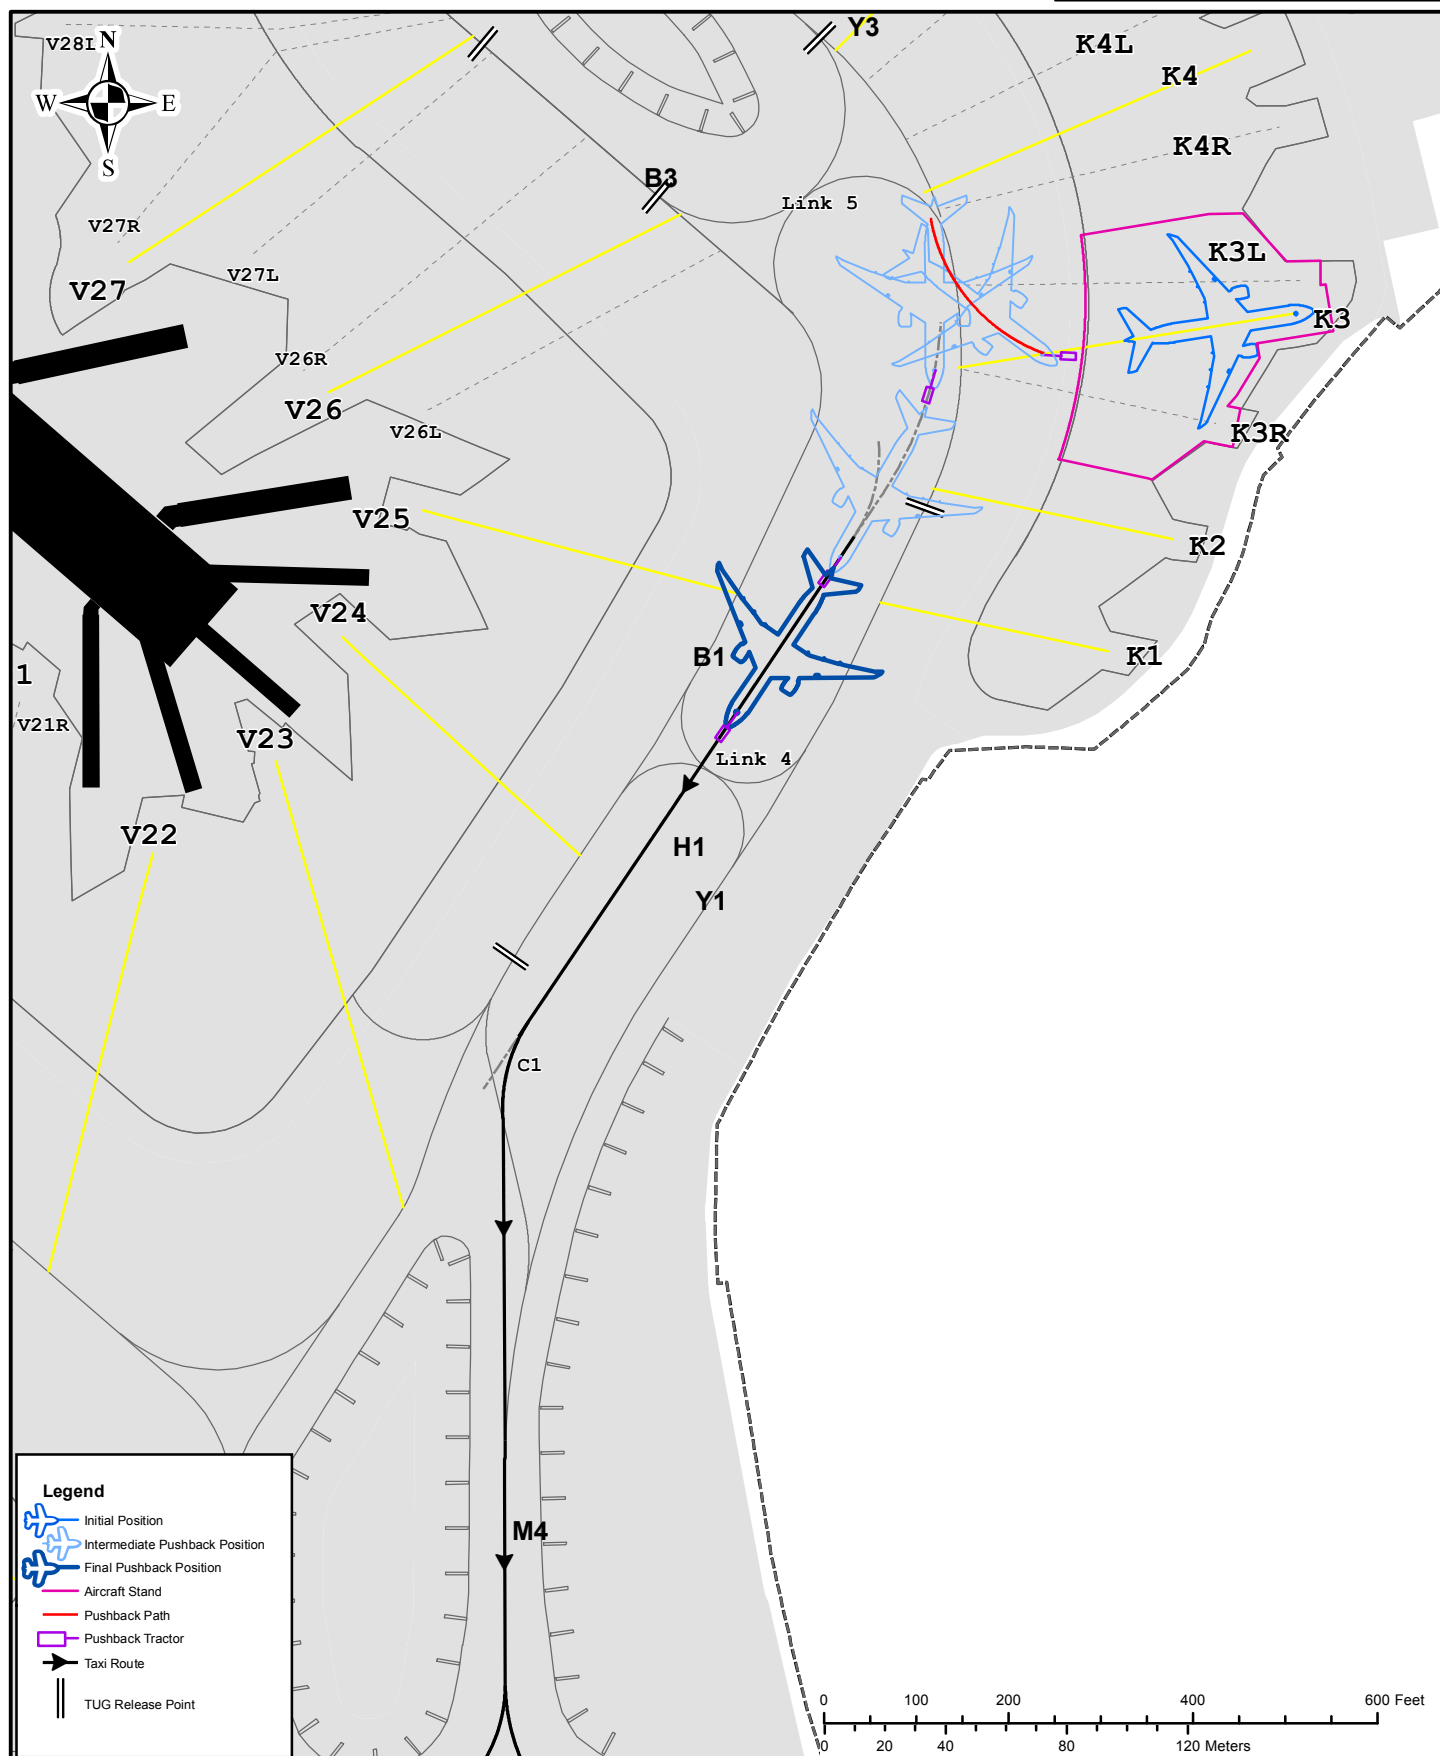 Y3
V28L
N
K4L
K4
W
E
K4R
S
B3
Link 5
V27R
K3L
V27L
V27
K3
V26R
V26
V26L
K3R
V25
K2
V24
B1
K1
1
V21R
V23
Link 4
V22
H1
Y1
C1
M4
Legend
Initial Position
Intermediate Pushback Position
Final Pushback Position
Aircraft Stand
Pushback Path
Pushback Tractor
Taxi Route
TUG Release Point
0 100 200 400 600 Feet
0 20 40 80 120 Meters